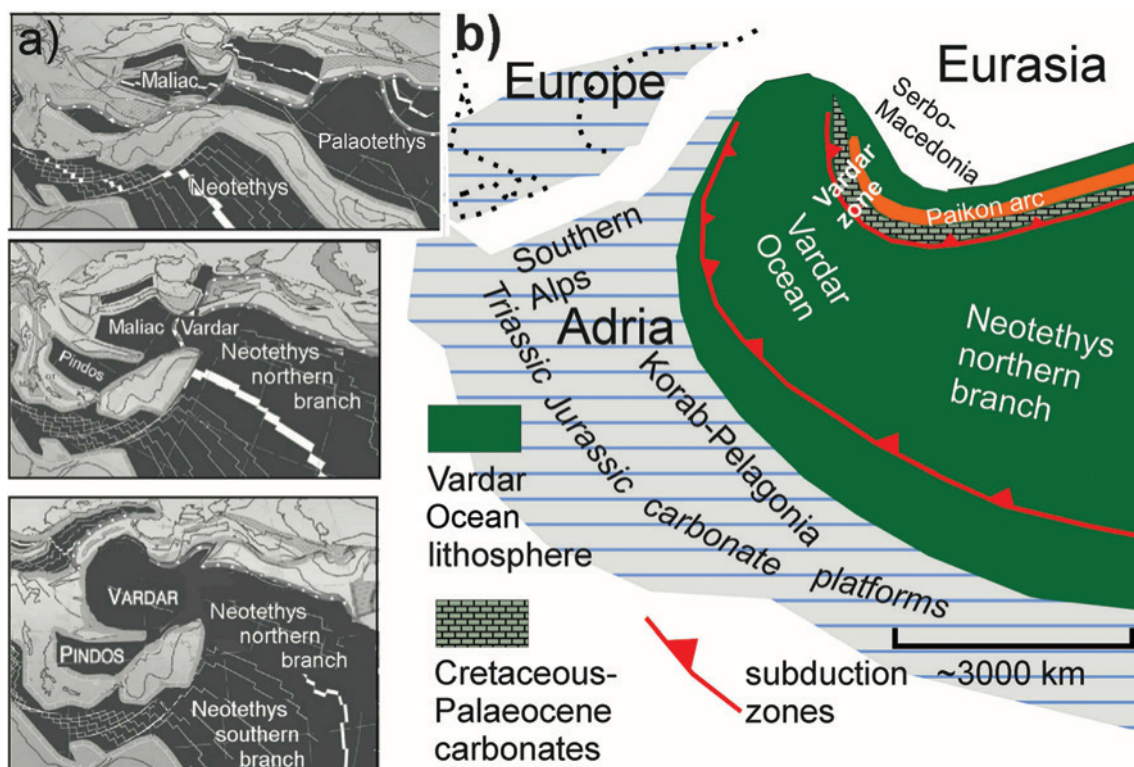 a)
Maliac
Palaotethys
Neotethys
Maliac
Vardar
Pindos
Neotethys
northern
branch
VARDAR
PINDOS
Neotethys
northern
branch
Neotethys
southern
branch
b)
Europe
Eurasia
Serbo-
Macedonia
Vardar
zone
Paikon arc
Vardar
Ocean
Southern
Alps
Adria
Triassic Jurassic carbonate platforms
Korab-Pelagonia
Neotethys
northern
branch
Vardar
Ocean
lithosphere
Cretaceous-
Palaeocene
carbonates
subduction
zones
~3000 km